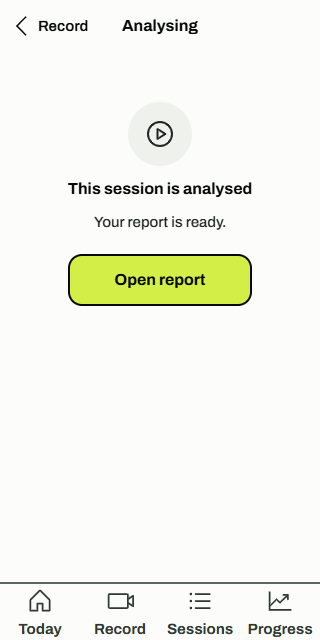 Record
Analysing
This session is analysed
Your report is ready.
Open report
Today
Record
Sessions
Progress